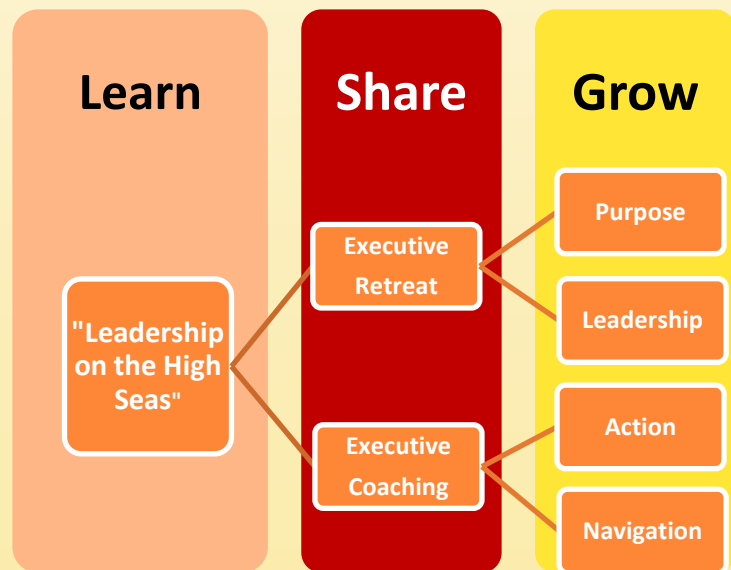 Learn
Share
Grow
"Leadership
on the High
Seas"
Executive
Retreat
Executive
Coaching
Purpose
Leadership
Action
Navigation